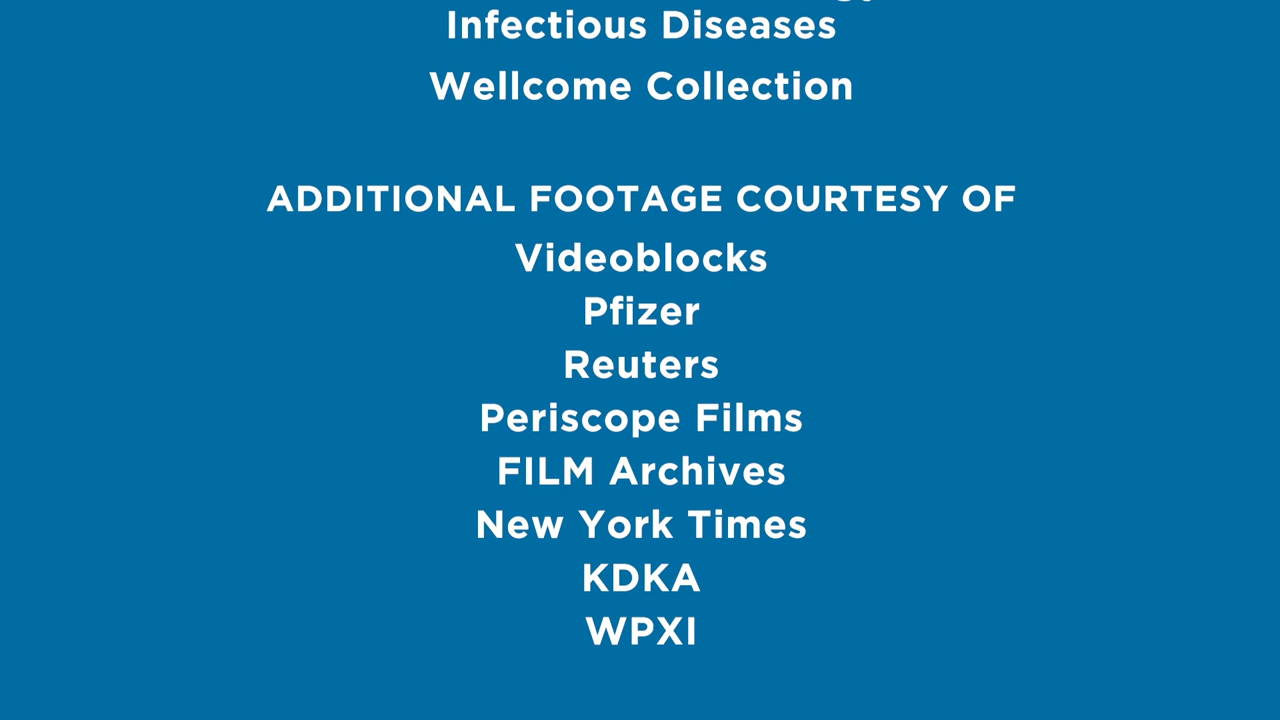 Infectious Diseases
Wellcome Collection
ADDITIONAL FOOTAGE COURTESY OF
Videoblocks
Pfizer
Reuters
Periscope Films
FILM Archives
New York Times
KDKA
WPXI